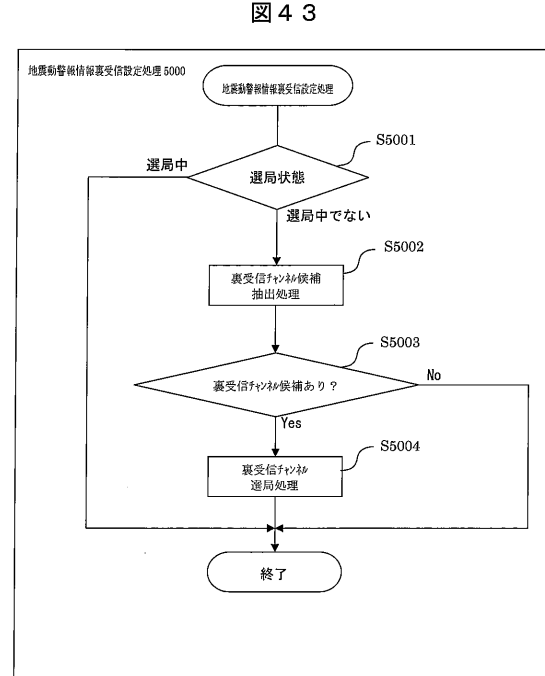 図４３
地震動警報情報裏受信設定処理 5000
地震動警報情報裏受信設定処理
S5001
選局中
選局状態
選局中でない
S5002
裏受信ﾁｬﾝﾈﾙ候補
抽出処理
S5003
裏受信ﾁｬﾝﾈﾙ候補あり？
No
Yes
S5004
裏受信ﾁｬﾝﾈﾙ
選局処理
終了